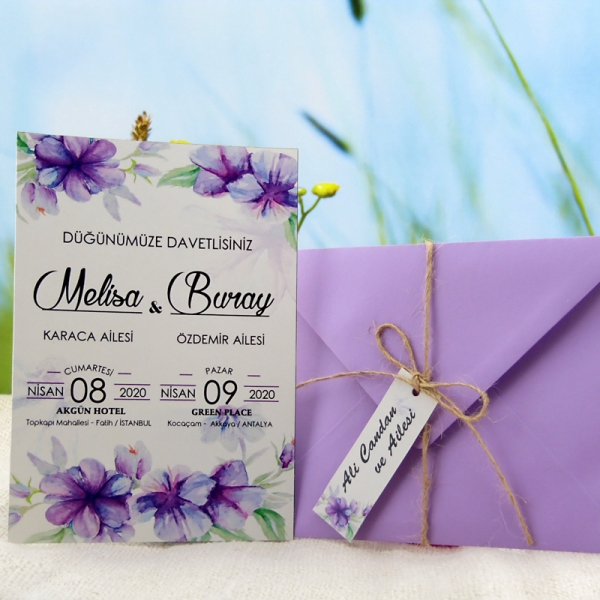 DÜĞÜNÜMÜZE DAVETLİSİNİZ
Melisa & Buray
KARACA AİLESİ
ÖZDEMİR AİLESİ
CUMARTESİ
NİSAN 08 2020
AKGÜN HOTEL
Topkapı Mahallesi - Fatih / İSTANBUL
PAZAR
NİSAN 09 2020
GREEN PLACE
Kocaçam - Akkaya / ANTALYA
Ali Candan
ve Ailesi